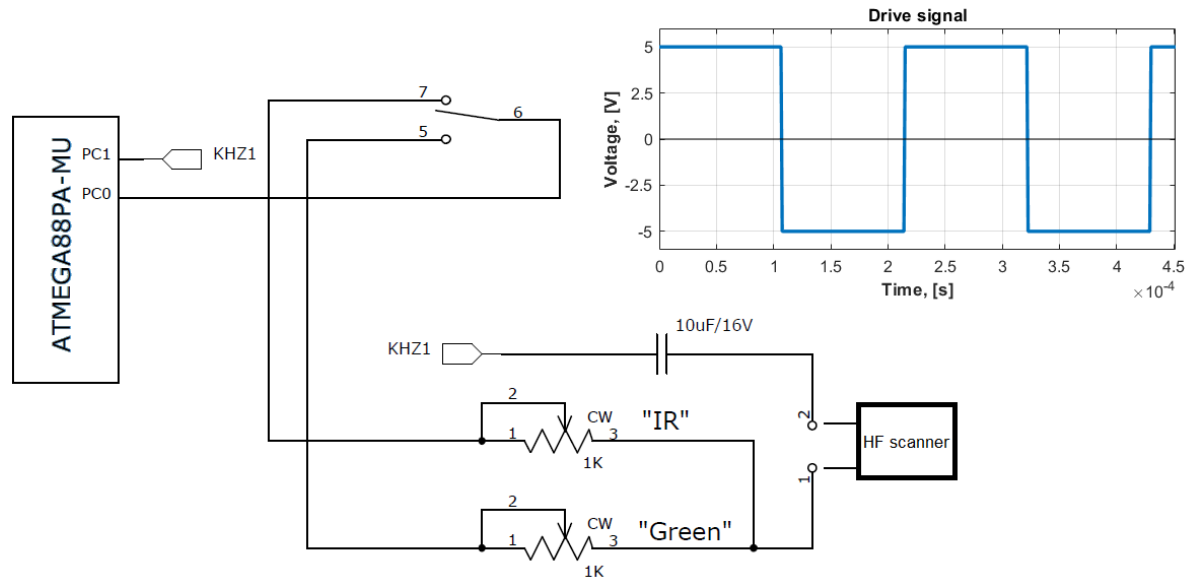 Drive signal
Voltage, [V]
5
2.5
0
-2.5
-5
0 0.5 1 1.5 2 2.5 3 3.5 4 4.5
Time, [s]
×10-4
ATMEGA88PA-MU
PC1
PC0
KHZ1
7
6
5
10uF/16V
KHZ1
2
CW
"IR"
1
3
1K
2
CW
"Green"
1
3
1K
2
1
HF scanner